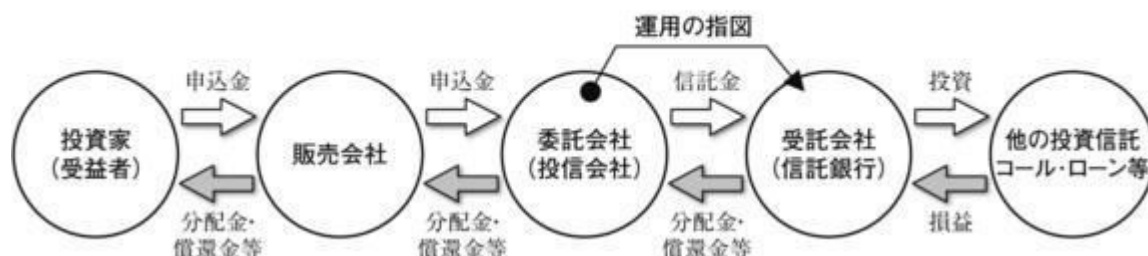 運用の指図
申込金
申込金
信託金
投資
投資家
(受益者)
販売会社
委託会社
(投信会社)
受託会社
(信託銀行)
他の投資信託
コール・ローン等
分配金・
償還金等
分配金・
償還金等
分配金・
償還金等
損益